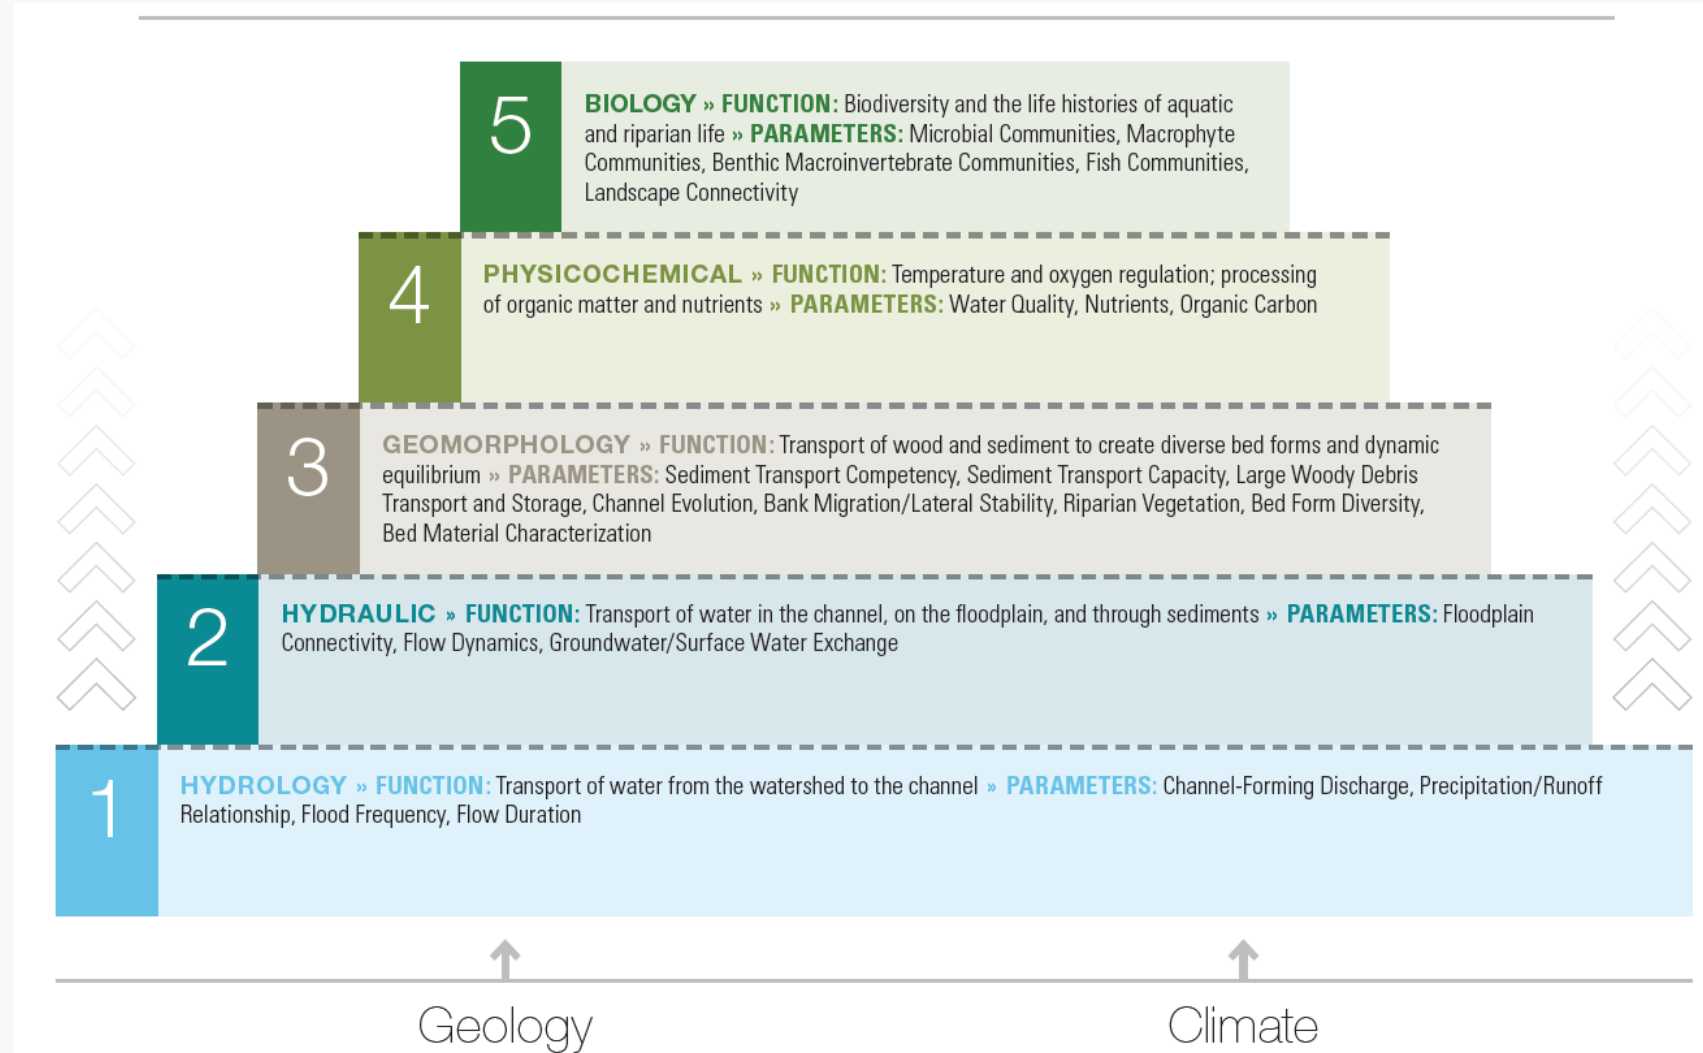 5
BIOLOGY » FUNCTION: Biodiversity and the life histories of aquatic
and riparian life » PARAMETERS: Microbial Communities, Macrophyte
Communities, Benthic Macroinvertebrate Communities, Fish Communities,
Landscape Connectivity
4
PHYSICOCHEMICAL » FUNCTION: Temperature and oxygen regulation; processing
of organic matter and nutrients » PARAMETERS: Water Quality, Nutrients, Organic Carbon
3
GEOMORPHOLOGY » FUNCTION: Transport of wood and sediment to create diverse bed forms and dynamic
equilibrium » PARAMETERS: Sediment Transport Competency, Sediment Transport Capacity, Large Woody Debris
Transport and Storage, Channel Evolution, Bank Migration/Lateral Stability, Riparian Vegetation, Bed Form Diversity,
Bed Material Characterization
2
HYDRAULIC » FUNCTION: Transport of water in the channel, on the floodplain, and through sediments » PARAMETERS: Floodplain
Connectivity, Flow Dynamics, Groundwater/Surface Water Exchange
1
HYDROLOGY » FUNCTION: Transport of water from the watershed to the channel » PARAMETERS: Channel-Forming Discharge, Precipitation/Runoff
Relationship, Flood Frequency, Flow Duration
Geology
Climate